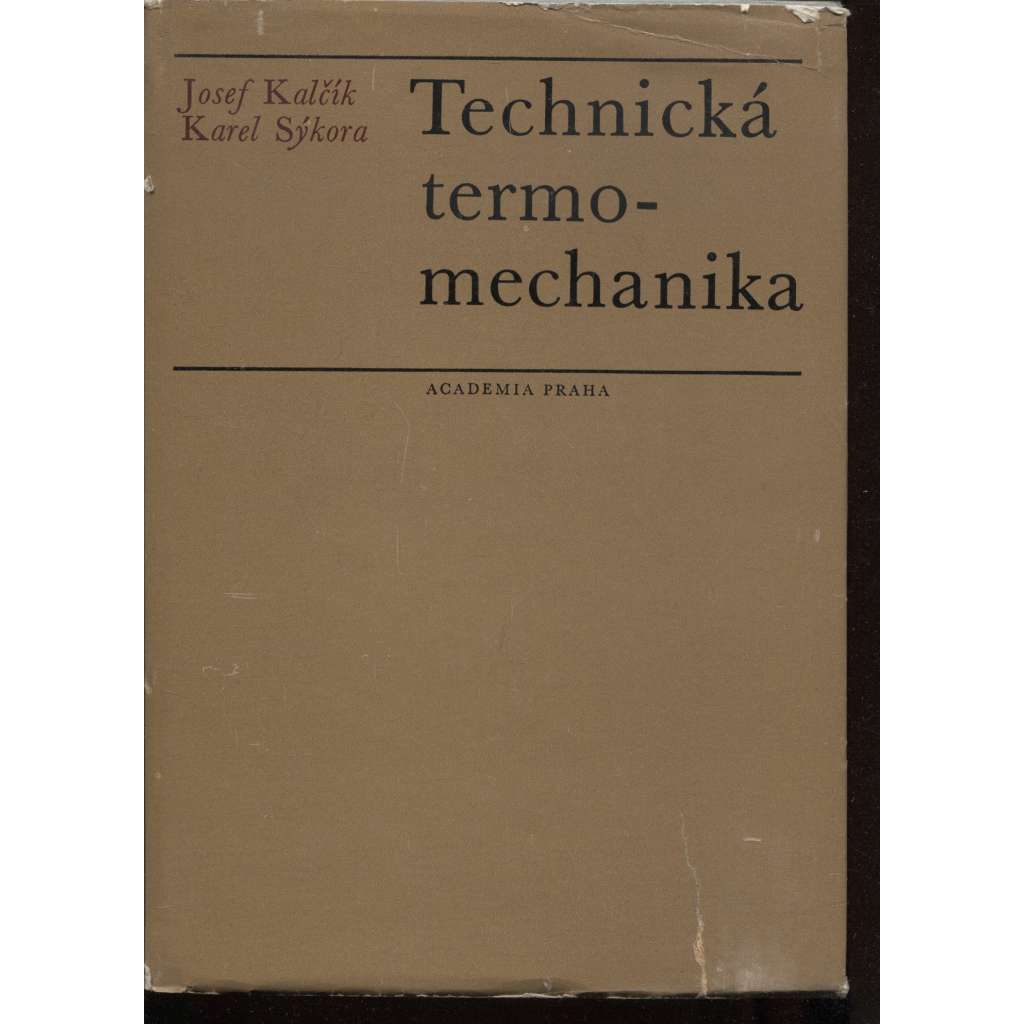 Josef Kalčík
Karel Sýkora
Technická
termo-
mechanika
ACADEMIA PRAHA